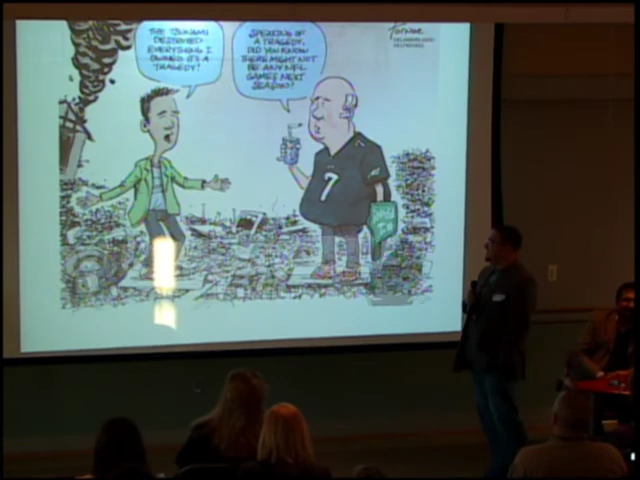 THE TSUNAMI
DESTROYED
EVERYTHING I
OWNED. IT'S A
TRAGEDY!
SPEAKING OF
A TRAGEDY,
DID YOU KNOW
THERE MIGHT NOT
BE ANY NFL
GAMES NEXT
SEASON?
7